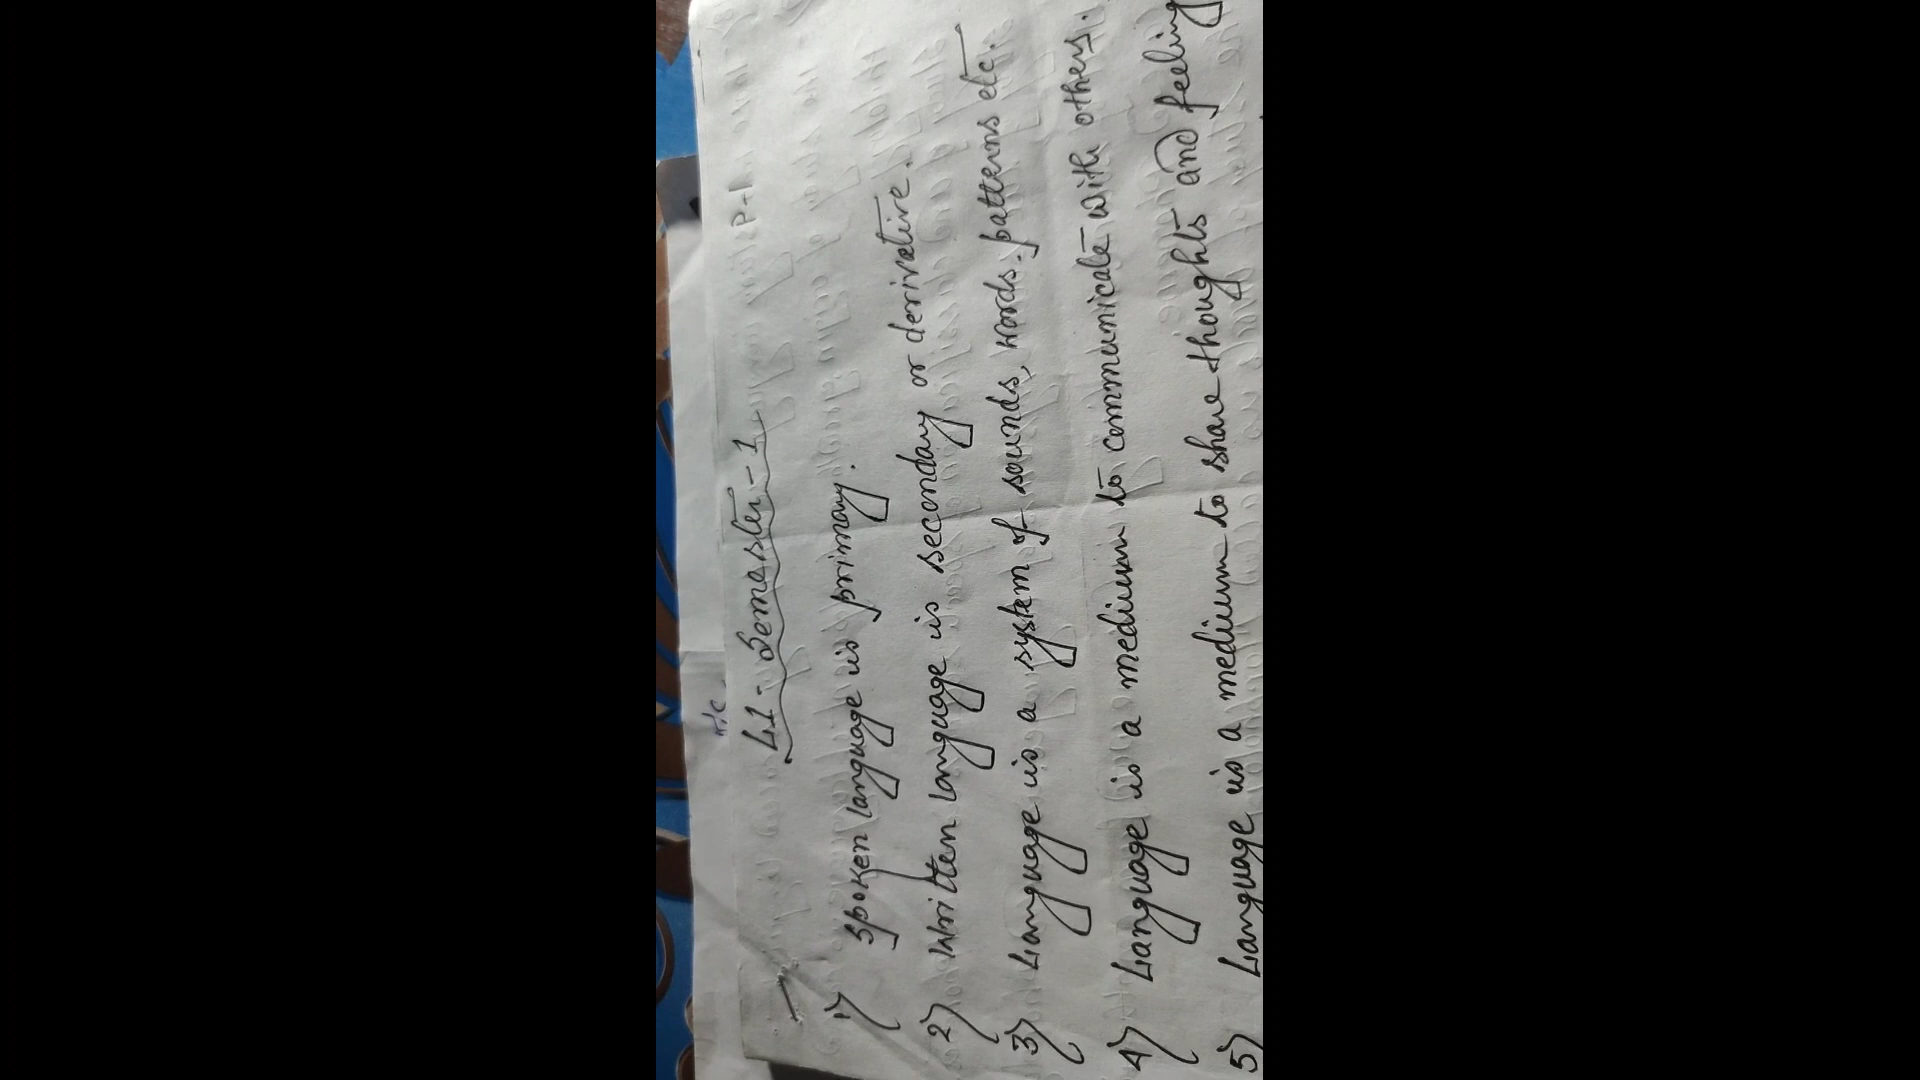 P-1
L1 - Semester - 1
1) Spoken language is primary.
2) Written language is secondary or derivative.
3) Language is a system of sounds, words, patterns etc.
4) Language is a medium to communicate with others.
5) Language is a medium to share thoughts and feeling